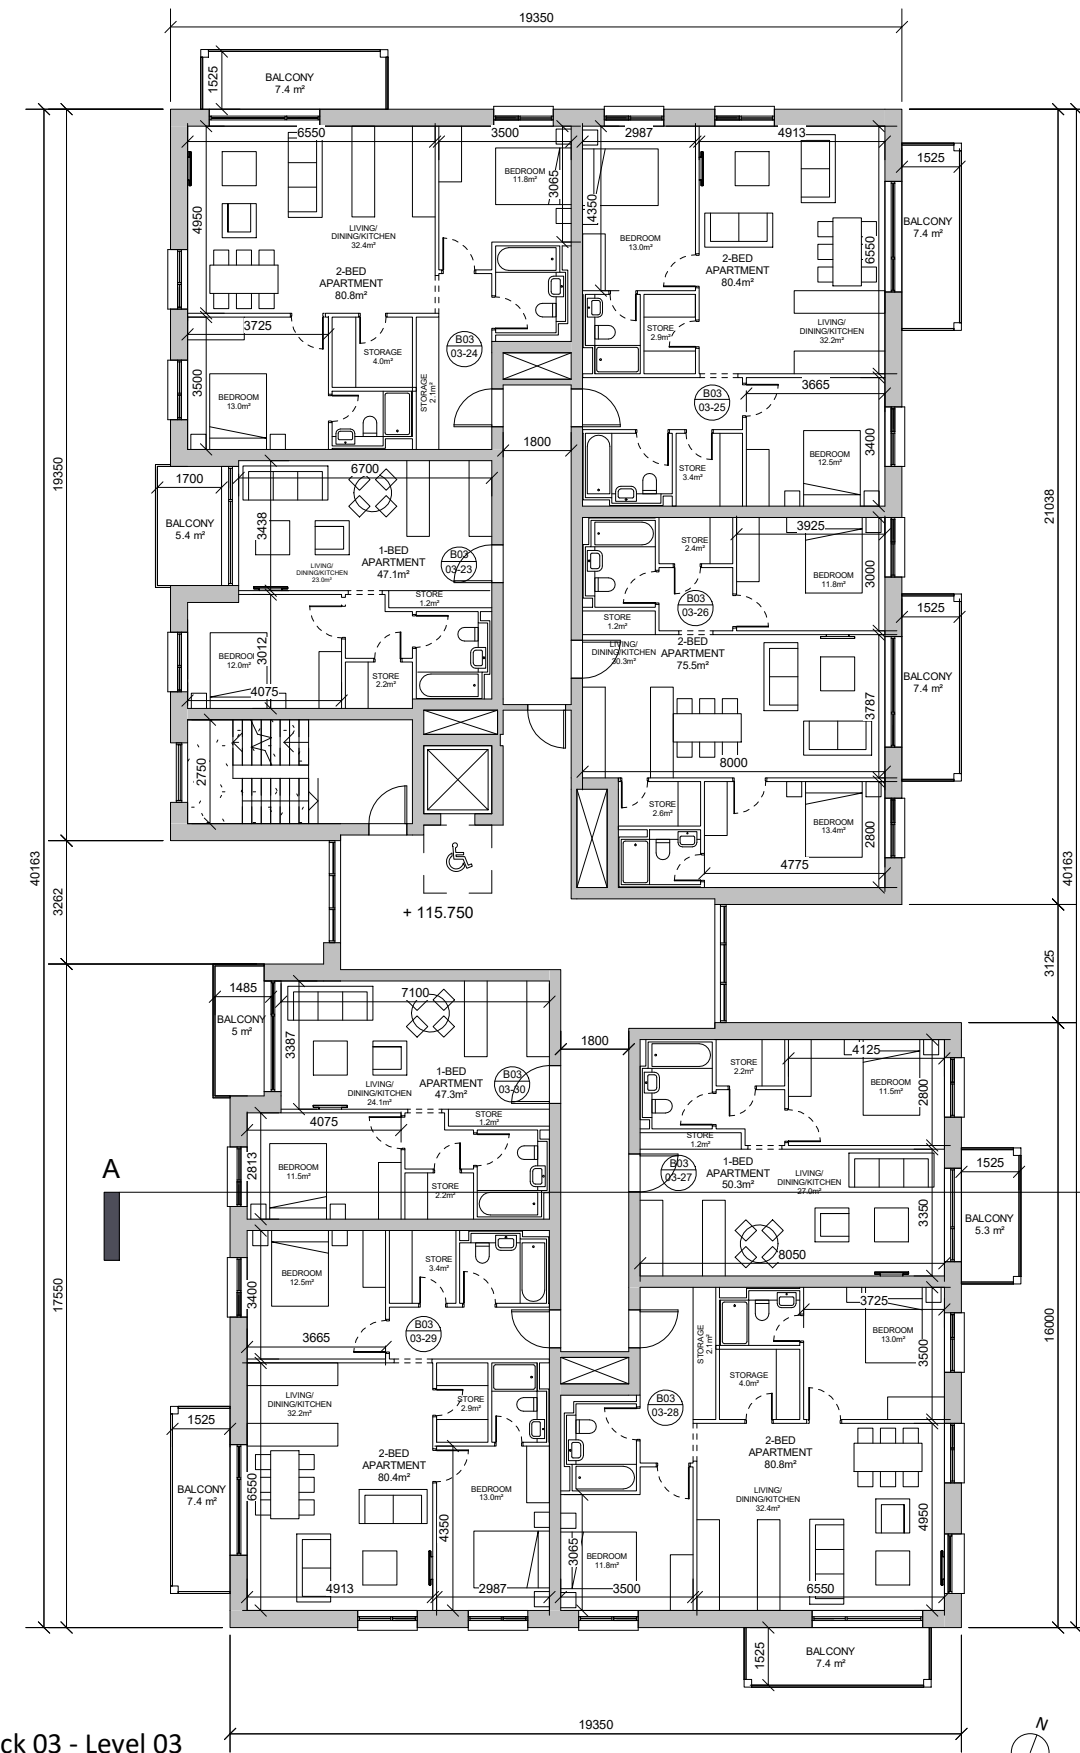 19350
1525
BALCONY
7.4 m²
6550
3500
2987
4913
1525
BEDROOM
11.8m²
3065
4950
4350
LIVING/
DINING/KITCHEN
32.4m²
BEDROOM
13.0m²
BALCONY
7.4 m²
6550
2-BED
APARTMENT
80.8m²
2-BED
APARTMENT
80.4m²
3725
STORE
2.9m²
LIVING/
DINING/KITCHEN
32.2m²
B03
03-24
STORAGE
4.0m²
3500
STORAGE
2.1m²
3665
BEDROOM
13.0m²
B03
03-25
1800
3400
BEDROOM
12.5m²
STORE
3.4m²
19350
1700
6700
21038
BALCONY
5.4 m²
3438
3925
STORE
2.4m²
1-BED
APARTMENT
47.1m²
B03
03-23
LIVING/
DINING/KITCHEN
23.0m²
BEDROOM
11.8m²
3000
STORE
1.2m²
B03
03-26
1525
STORE
1.2m²
2-BED
APARTMENT
75.5m²
LIVING/
DINING/KITCHEN
30.3m²
3012
12.0m²
STORE
2.2m²
BALCONY
7.4 m²
4075
3787
2750
8000
STORE
2.6m²
BEDROOM
13.4m²
2800
40163
3262
4775
40163
+ 115.750
3125
1485
7100
BALCONY
5 m²
3387
1800
4125
STORE
2.2m²
1-BED
APARTMENT
47.3m²
B03
03-30
LIVING/
DINING/KITCHEN
24.1m²
BEDROOM
11.5m²
2800
4075
STORE
1.2m²
STORE
1.2m²
A
2813
BEDROOM
11.5m²
STORE
2.2m²
B03
03-27
1-BED
APARTMENT
50.3m²
LIVING/
DINING/KITCHEN
27.0m²
1525
BALCONY
5.3 m²
3350
8050
17550
STORE
3.4m²
BEDROOM
12.5m²
3400
16000
3725
B03
03-29
3665
STORAGE
2.1m²
BEDROOM
13.0m²
3500
STORAGE
4.0m²
LIVING/
DINING/KITCHEN
32.2m²
STORE
2.9m²
B03
03-28
1525
2-BED
APARTMENT
80.4m²
2-BED
APARTMENT
80.8m²
6550
BALCONY
7.4 m²
BEDROOM
13.0m²
LIVING/
DINING/KITCHEN
32.4m²
4350
4950
3065
BEDROOM
11.8m²
4913
2987
3500
6550
1525
BALCONY
7.4 m²
19350
N
ck 03 - Level 03